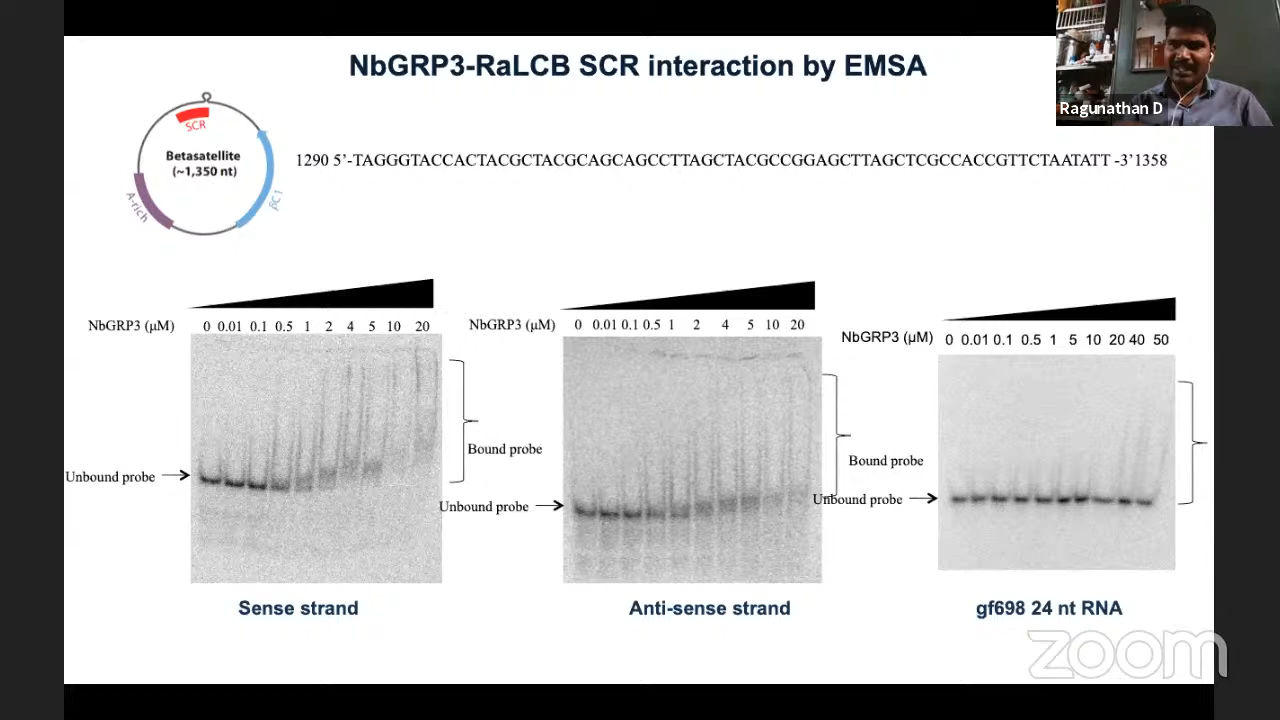 NbGRP3-RaLCB SCR interaction by EMSA
Ragunathan D
SCR
Betasatellite
(~1,350 nt)
A-rich
βC1
1290 5’-TAGGGTACCACTACGCTACGCAGCAGCCTTAGCTACGCCGGAGCTTAGCTCGCCACCGTTCTAATATT -3’1358
NbGRP3 (µM) 0 0.01 0.1 0.5 1 2 4 5 10 20
Unbound probe
Bound probe
Sense strand
NbGRP3 (µM) 0 0.01 0.1 0.5 1 2 4 5 10 20
Unbound probe
Bound probe
Anti-sense strand
NbGRP3 (µM) 0 0.01 0.1 0.5 1 5 10 20 40 50
Unbound probe
gf698 24 nt RNA
zoom